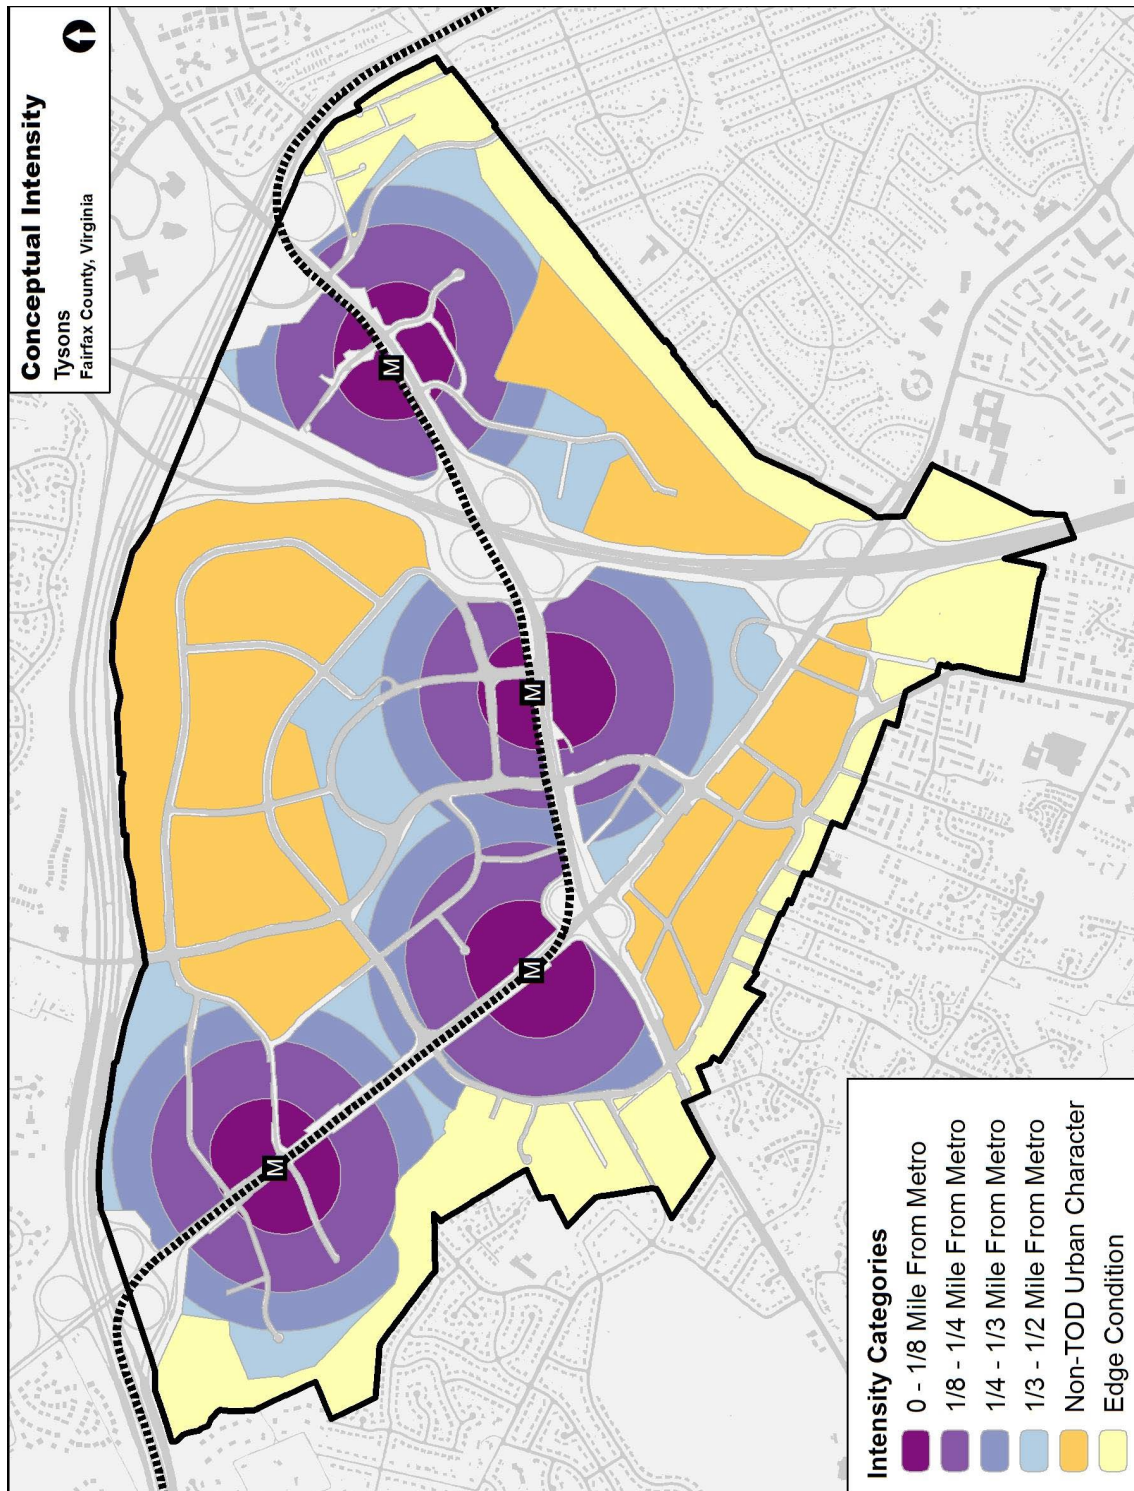 Conceptual Intensity
Tysons
Fairfax County, Virginia
M
M
M
M
Intensity Categories
0 - 1/8 Mile From Metro
1/8 - 1/4 Mile From Metro
1/4 - 1/3 Mile From Metro
1/3 - 1/2 Mile From Metro
Non-TOD Urban Character
Edge Condition